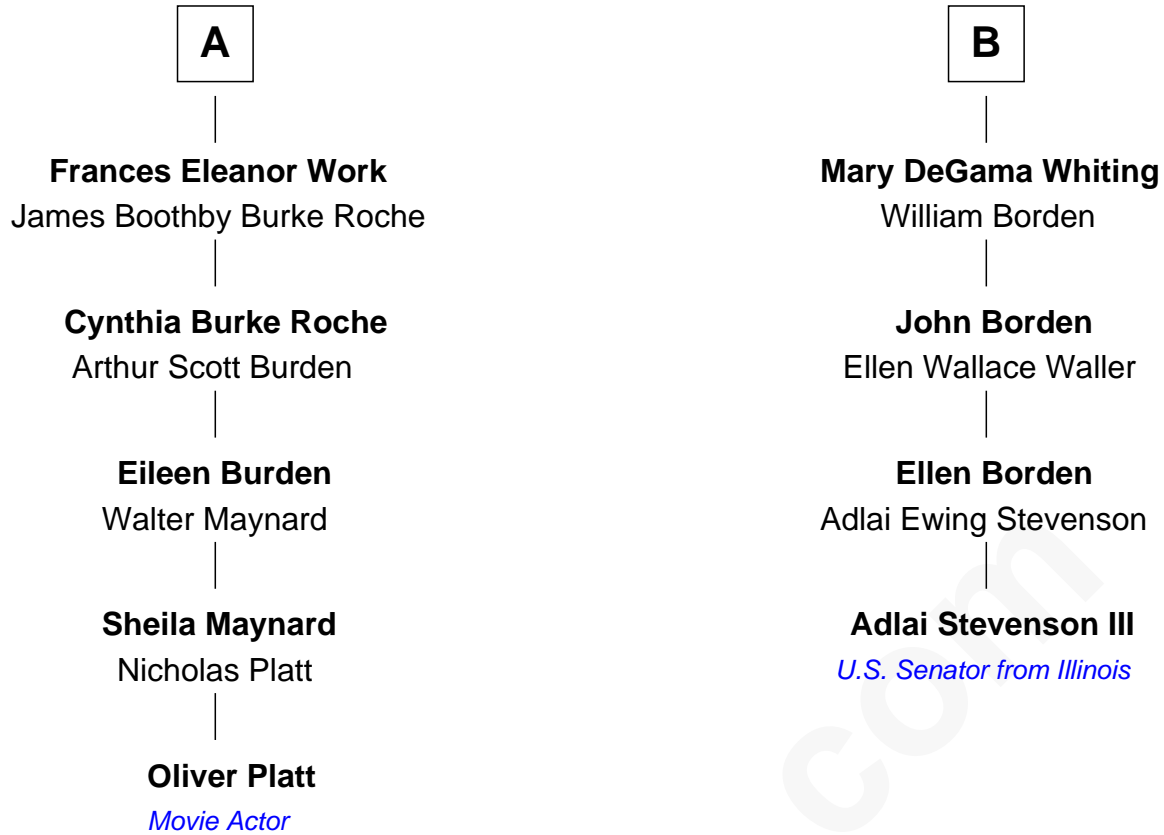 A
Frances Eleanor Work
James Boothby Burke Roche
Cynthia Burke Roche
Arthur Scott Burden
Eileen Burden
Walter Maynard
Sheila Maynard
Nicholas Platt
Oliver Platt
Movie Actor
B
Mary DeGama Whiting
William Borden
John Borden
Ellen Wallace Waller
Ellen Borden
Adlai Ewing Stevenson
Adlai Stevenson III
U.S. Senator from Illinois
com